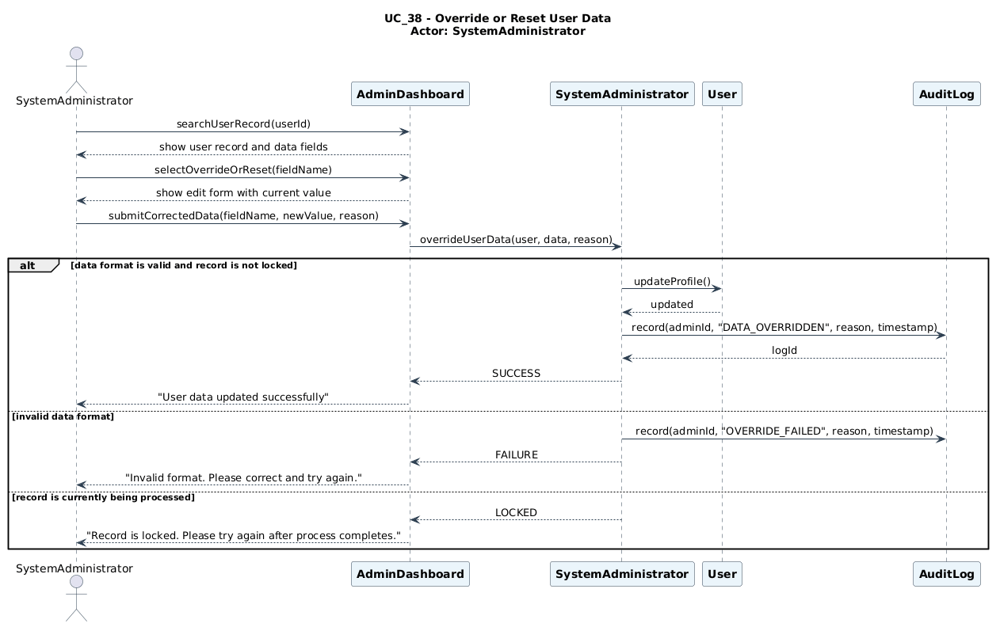 UC_38 - Override or Reset User Data
Actor: SystemAdministrator
SystemAdministrator
AdminDashboard
SystemAdministrator
User
AuditLog
searchUserRecord(userId)
show user record and data fields
selectOverrideOrReset(fieldName)
show edit form with current value
submitCorrectedData(fieldName, newValue, reason)
overrideUserData(user, data, reason)
alt
[data format is valid and record is not locked]
updateProfile()
updated
record(adminId, "DATA_OVERRIDDEN", reason, timestamp)
logId
SUCCESS
"User data updated successfully"
[invalid data format]
record(adminId, "OVERRIDE_FAILED", reason, timestamp)
FAILURE
"Invalid format. Please correct and try again."
[record is currently being processed]
LOCKED
"Record is locked. Please try again after process completes."
SystemAdministrator
AdminDashboard
SystemAdministrator
User
AuditLog